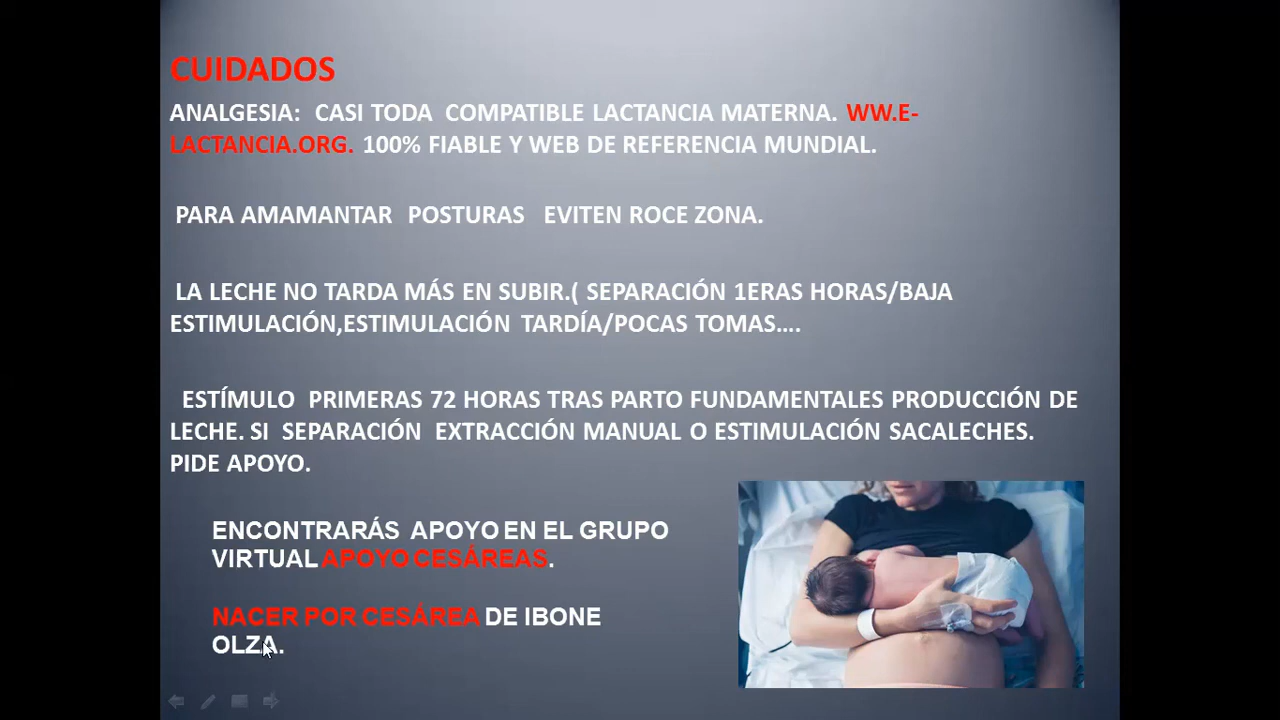 CUIDADOS
ANALGESIA: CASI TODA COMPATIBLE LACTANCIA MATERNA. WW.E-
LACTANCIA.ORG. 100% FIABLE Y WEB DE REFERENCIA MUNDIAL.
PARA AMAMANTAR POSTURAS EVITEN ROCE ZONA.
LA LECHE NO TARDA MÁS EN SUBIR.( SEPARACIÓN 1ERAS HORAS/BAJA
ESTIMULACIÓN,ESTIMULACIÓN TARDÍA/POCAS TOMAS....
ESTÍMULO PRIMERAS 72 HORAS TRAS PARTO FUNDAMENTALES PRODUCCIÓN DE
LECHE. SI SEPARACIÓN EXTRACCIÓN MANUAL O ESTIMULACIÓN SACALECHES.
PIDE APOYO.
ENCONTRARÁS APOYO EN EL GRUPO
VIRTUAL APOYO CESÁREAS.
NACER POR CESÁREA DE IBONE
OLZA.